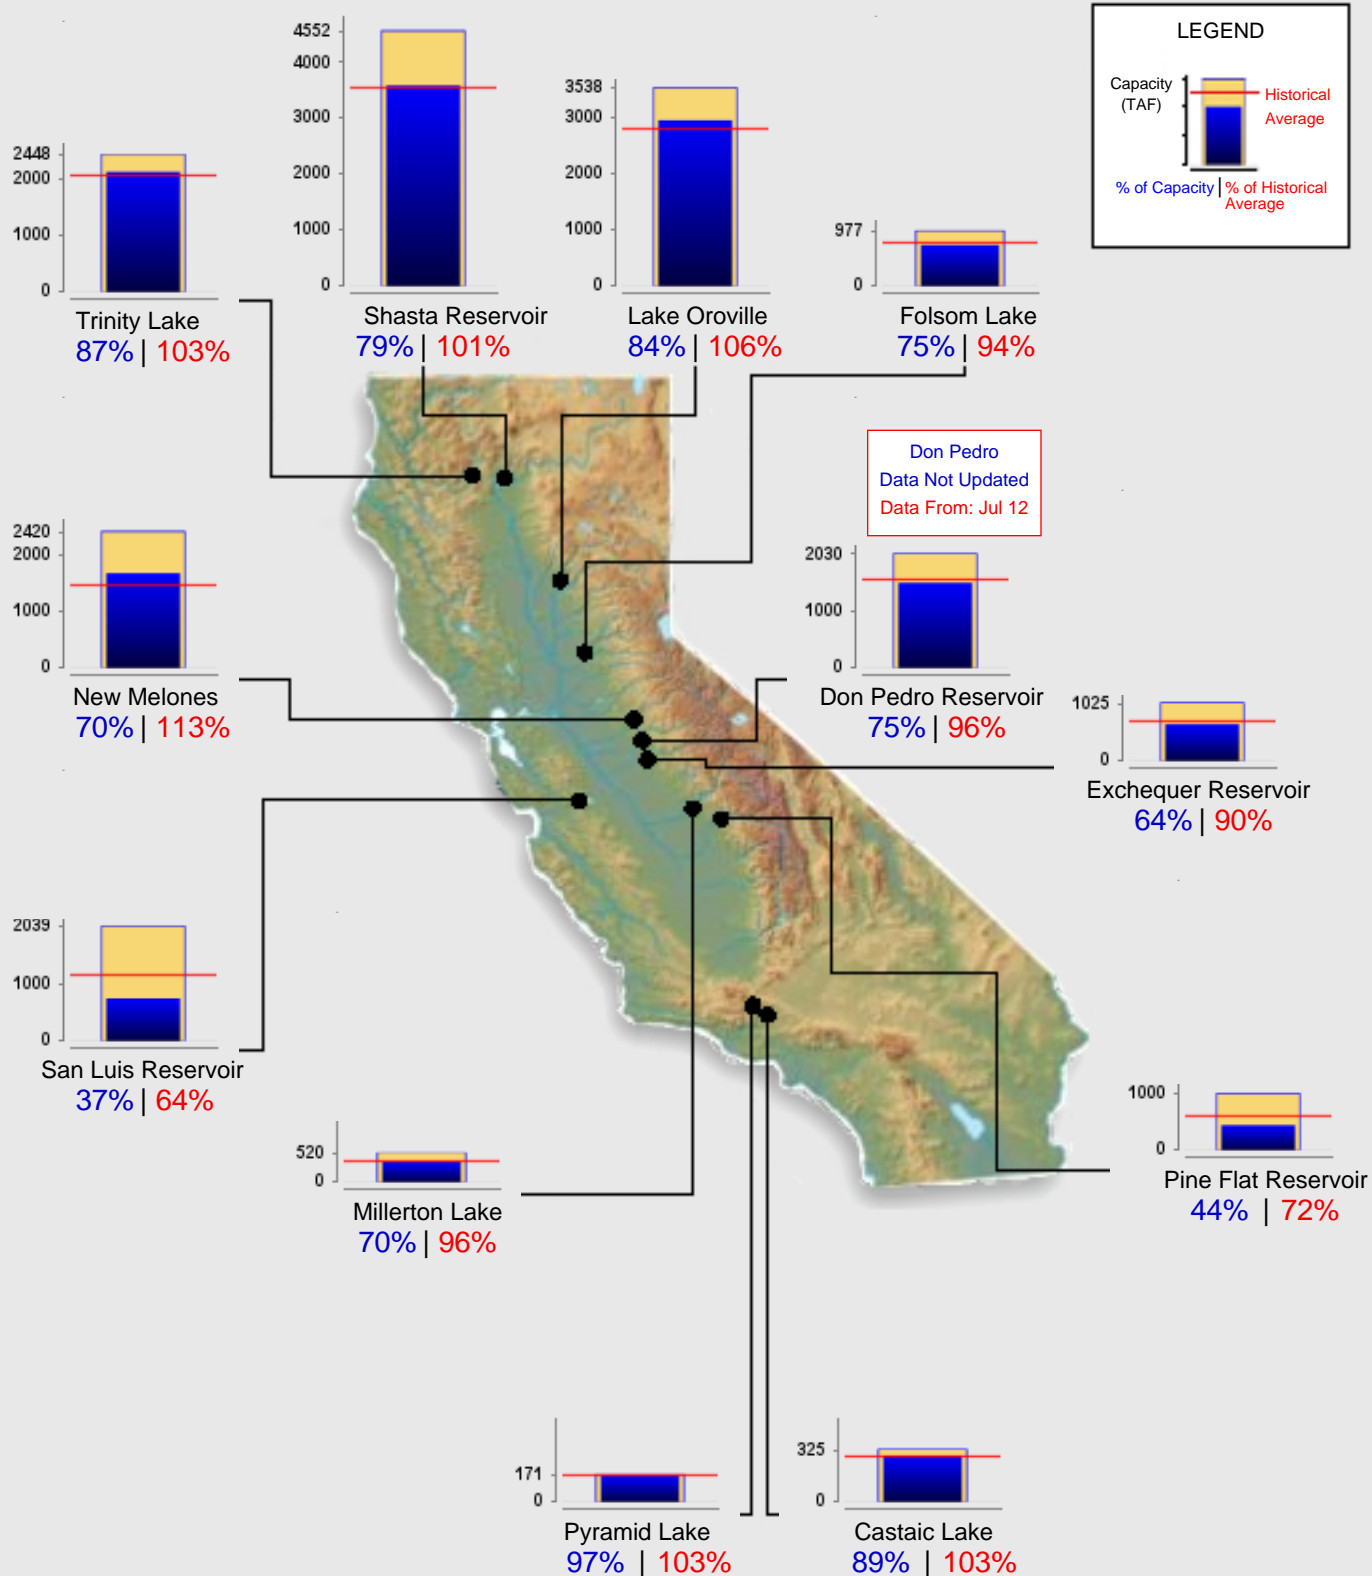 LEGEND
Capacity
(TAF)
Historical
Average
% of Capacity | % of Historical
Average
4552
4000
3000
2000
1000
0
Shasta Reservoir
79% | 101%
3538
3000
2000
1000
0
Lake Oroville
84% | 106%
2448
2000
1000
0
Trinity Lake
87% | 103%
977
0
Folsom Lake
75% | 94%
Don Pedro
Data Not Updated
Data From: Jul 12
2420
2000
1000
0
New Melones
70% | 113%
2030
1000
0
Don Pedro Reservoir
75% | 96%
1025
0
Exchequer Reservoir
64% | 90%
2039
1000
0
San Luis Reservoir
37% | 64%
520
0
Millerton Lake
70% | 96%
1000
0
Pine Flat Reservoir
44% | 72%
171
0
Pyramid Lake
97% | 103%
325
0
Castaic Lake
89% | 103%